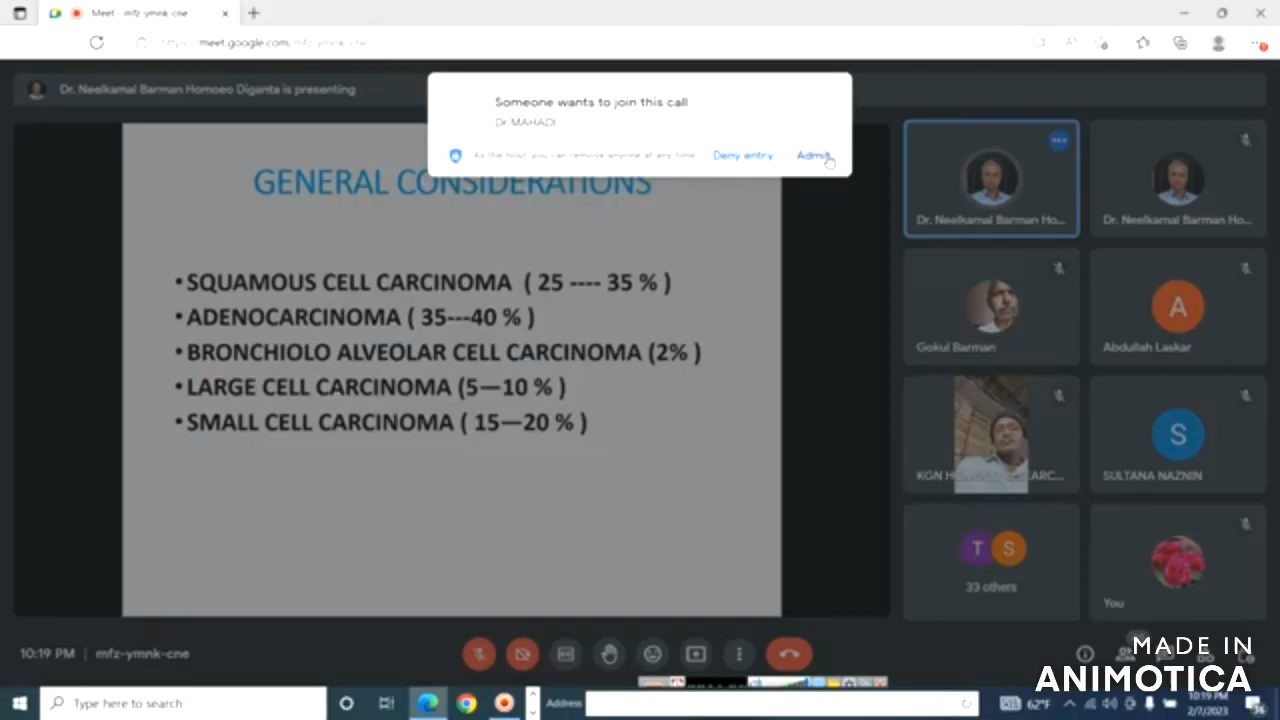 Meet - mfz-ymnk-cne
https://meet.google.com/mfz-ymnk-cne
Dr. Neelkamal Barman Homoeo Diganta is presenting
Someone wants to join this call
Dr MAHADI
As the host, you can remove anyone at any time
Deny entry
Admit
GENERAL CONSIDERATIONS
• SQUAMOUS CELL CARCINOMA ( 25 ---- 35 % )
• ADENOCARCINOMA ( 35---40 % )
• BRONCHIOLO ALVEOLAR CELL CARCINOMA (2% )
• LARGE CELL CARCINOMA (5—10 % )
• SMALL CELL CARCINOMA ( 15—20 % )
Dr. Neelkamal Barman Ho...
Dr. Neelkamal Barman Ho...
Gokul Barman
A
Abdullah Laskar
KGN
S
SULTANA NAZNIN
T S
33 others
You
10:19 PM | mfz-ymnk-cne
MADE IN
ANIMOTICA
Type here to search
Address
62°F
10:19 PM
2/7/2023